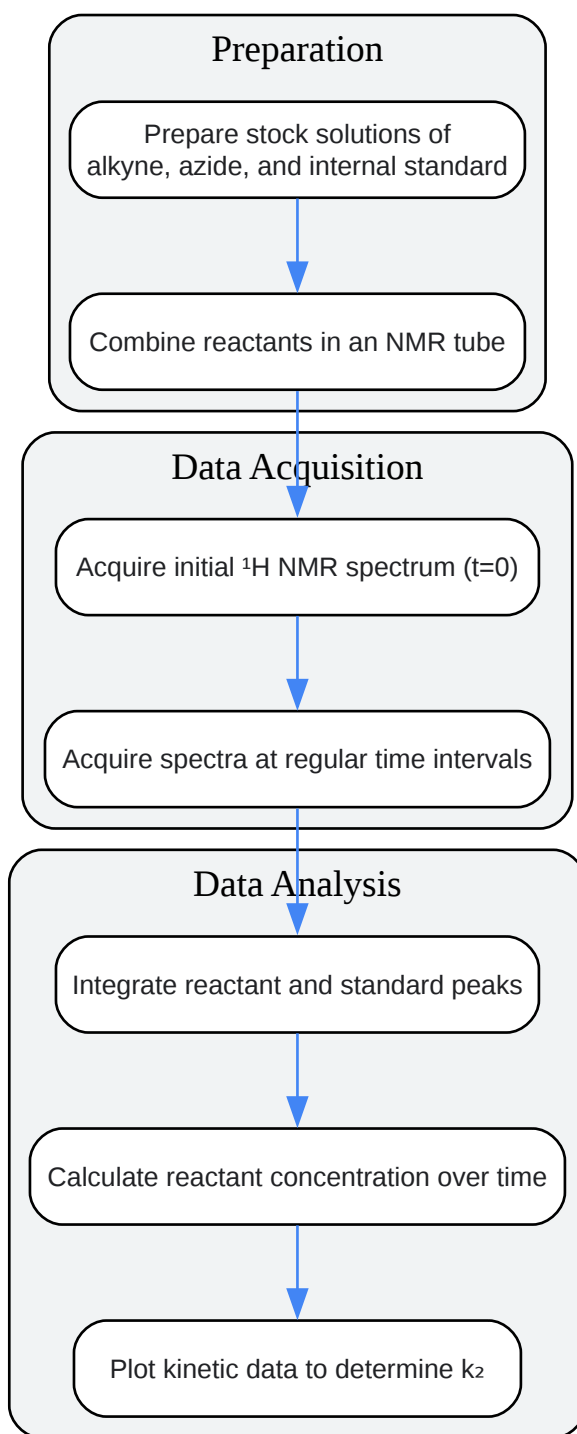 Preparation
Prepare stock solutions of
alkyne, azide, and internal standard
Combine reactants in an NMR tube
Data Acquisition
Acquire initial ¹H NMR spectrum (t=0)
Acquire spectra at regular time intervals
Data Analysis
Integrate reactant and standard peaks
Calculate reactant concentration over time
Plot kinetic data to determine k₂